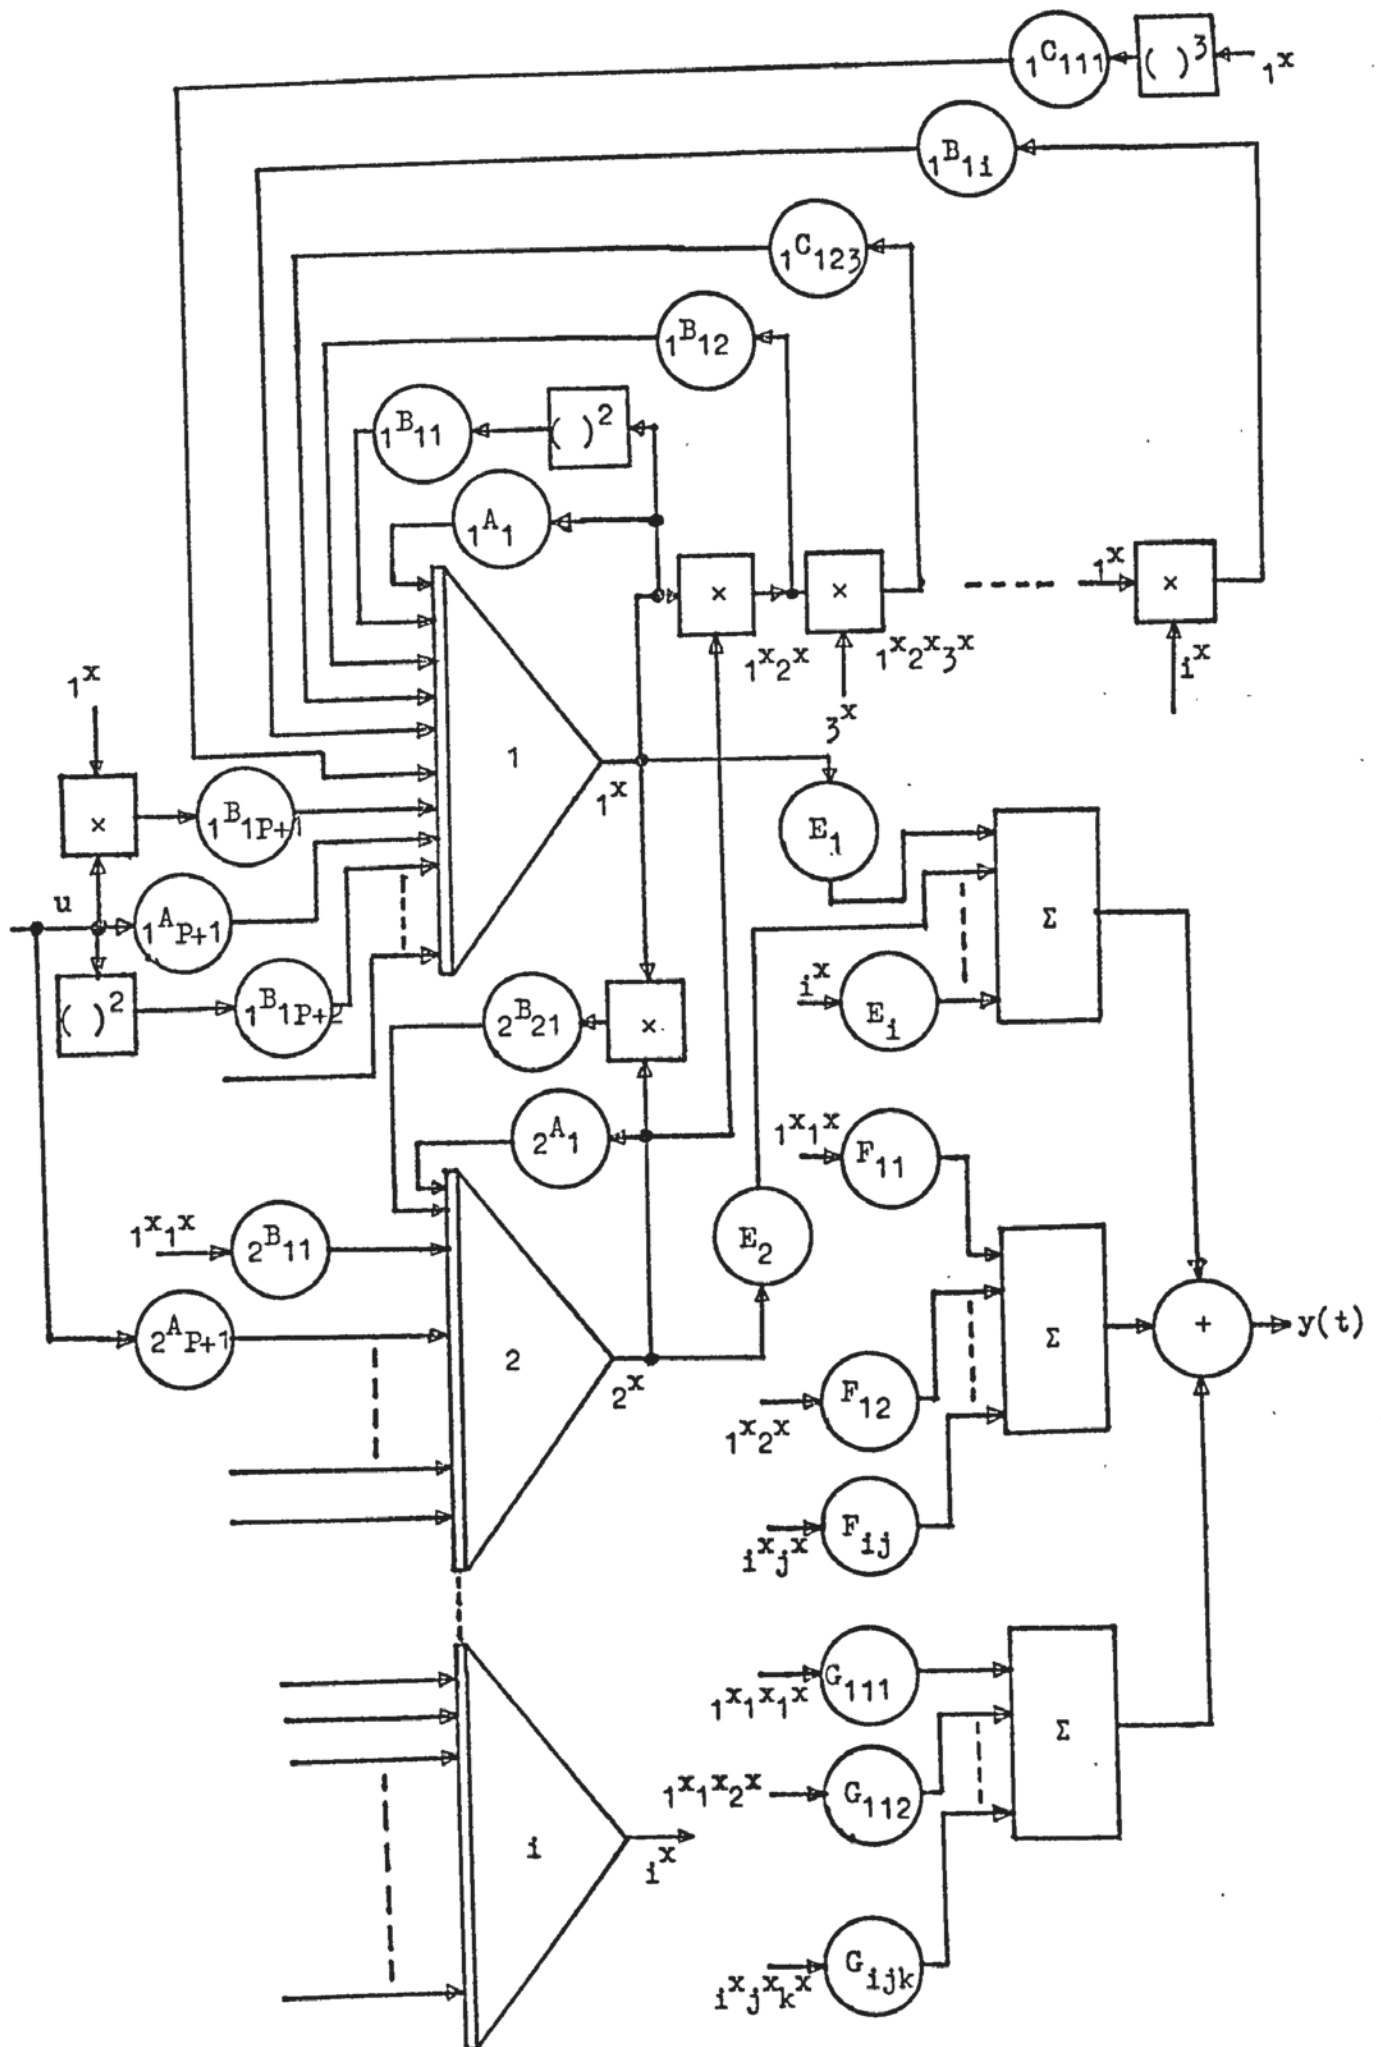 ₁C₁₁₁
( )³
₁x
₁B₁ᵢ
₁C₁₂₃
₁B₁₂
₁B₁₁
( )²
₁A₁
×
×
₁x
×
₁x₂x
₁x₂x₃x
ᵢx
₃x
₁x
1
₁x
×
₁B₁P+1
E₁
u
₁A P+1
Σ
( )²
₁B₁P+2
₂B₂₁
×
ᵢx
Eᵢ
₂A₁
₁x₁x
F₁₁
₁x₁x
₂B₁₁
E₂
₂A P+1
2
₂x
Σ
+
y(t)
F₁₂
₁x₂x
Fᵢⱼ
ᵢxⱼx
G₁₁₁
₁x₁x₁x
Σ
₁x₁x₂x
G₁₁₂
i
ᵢx
Gᵢⱼₖ
ᵢxⱼxₖx